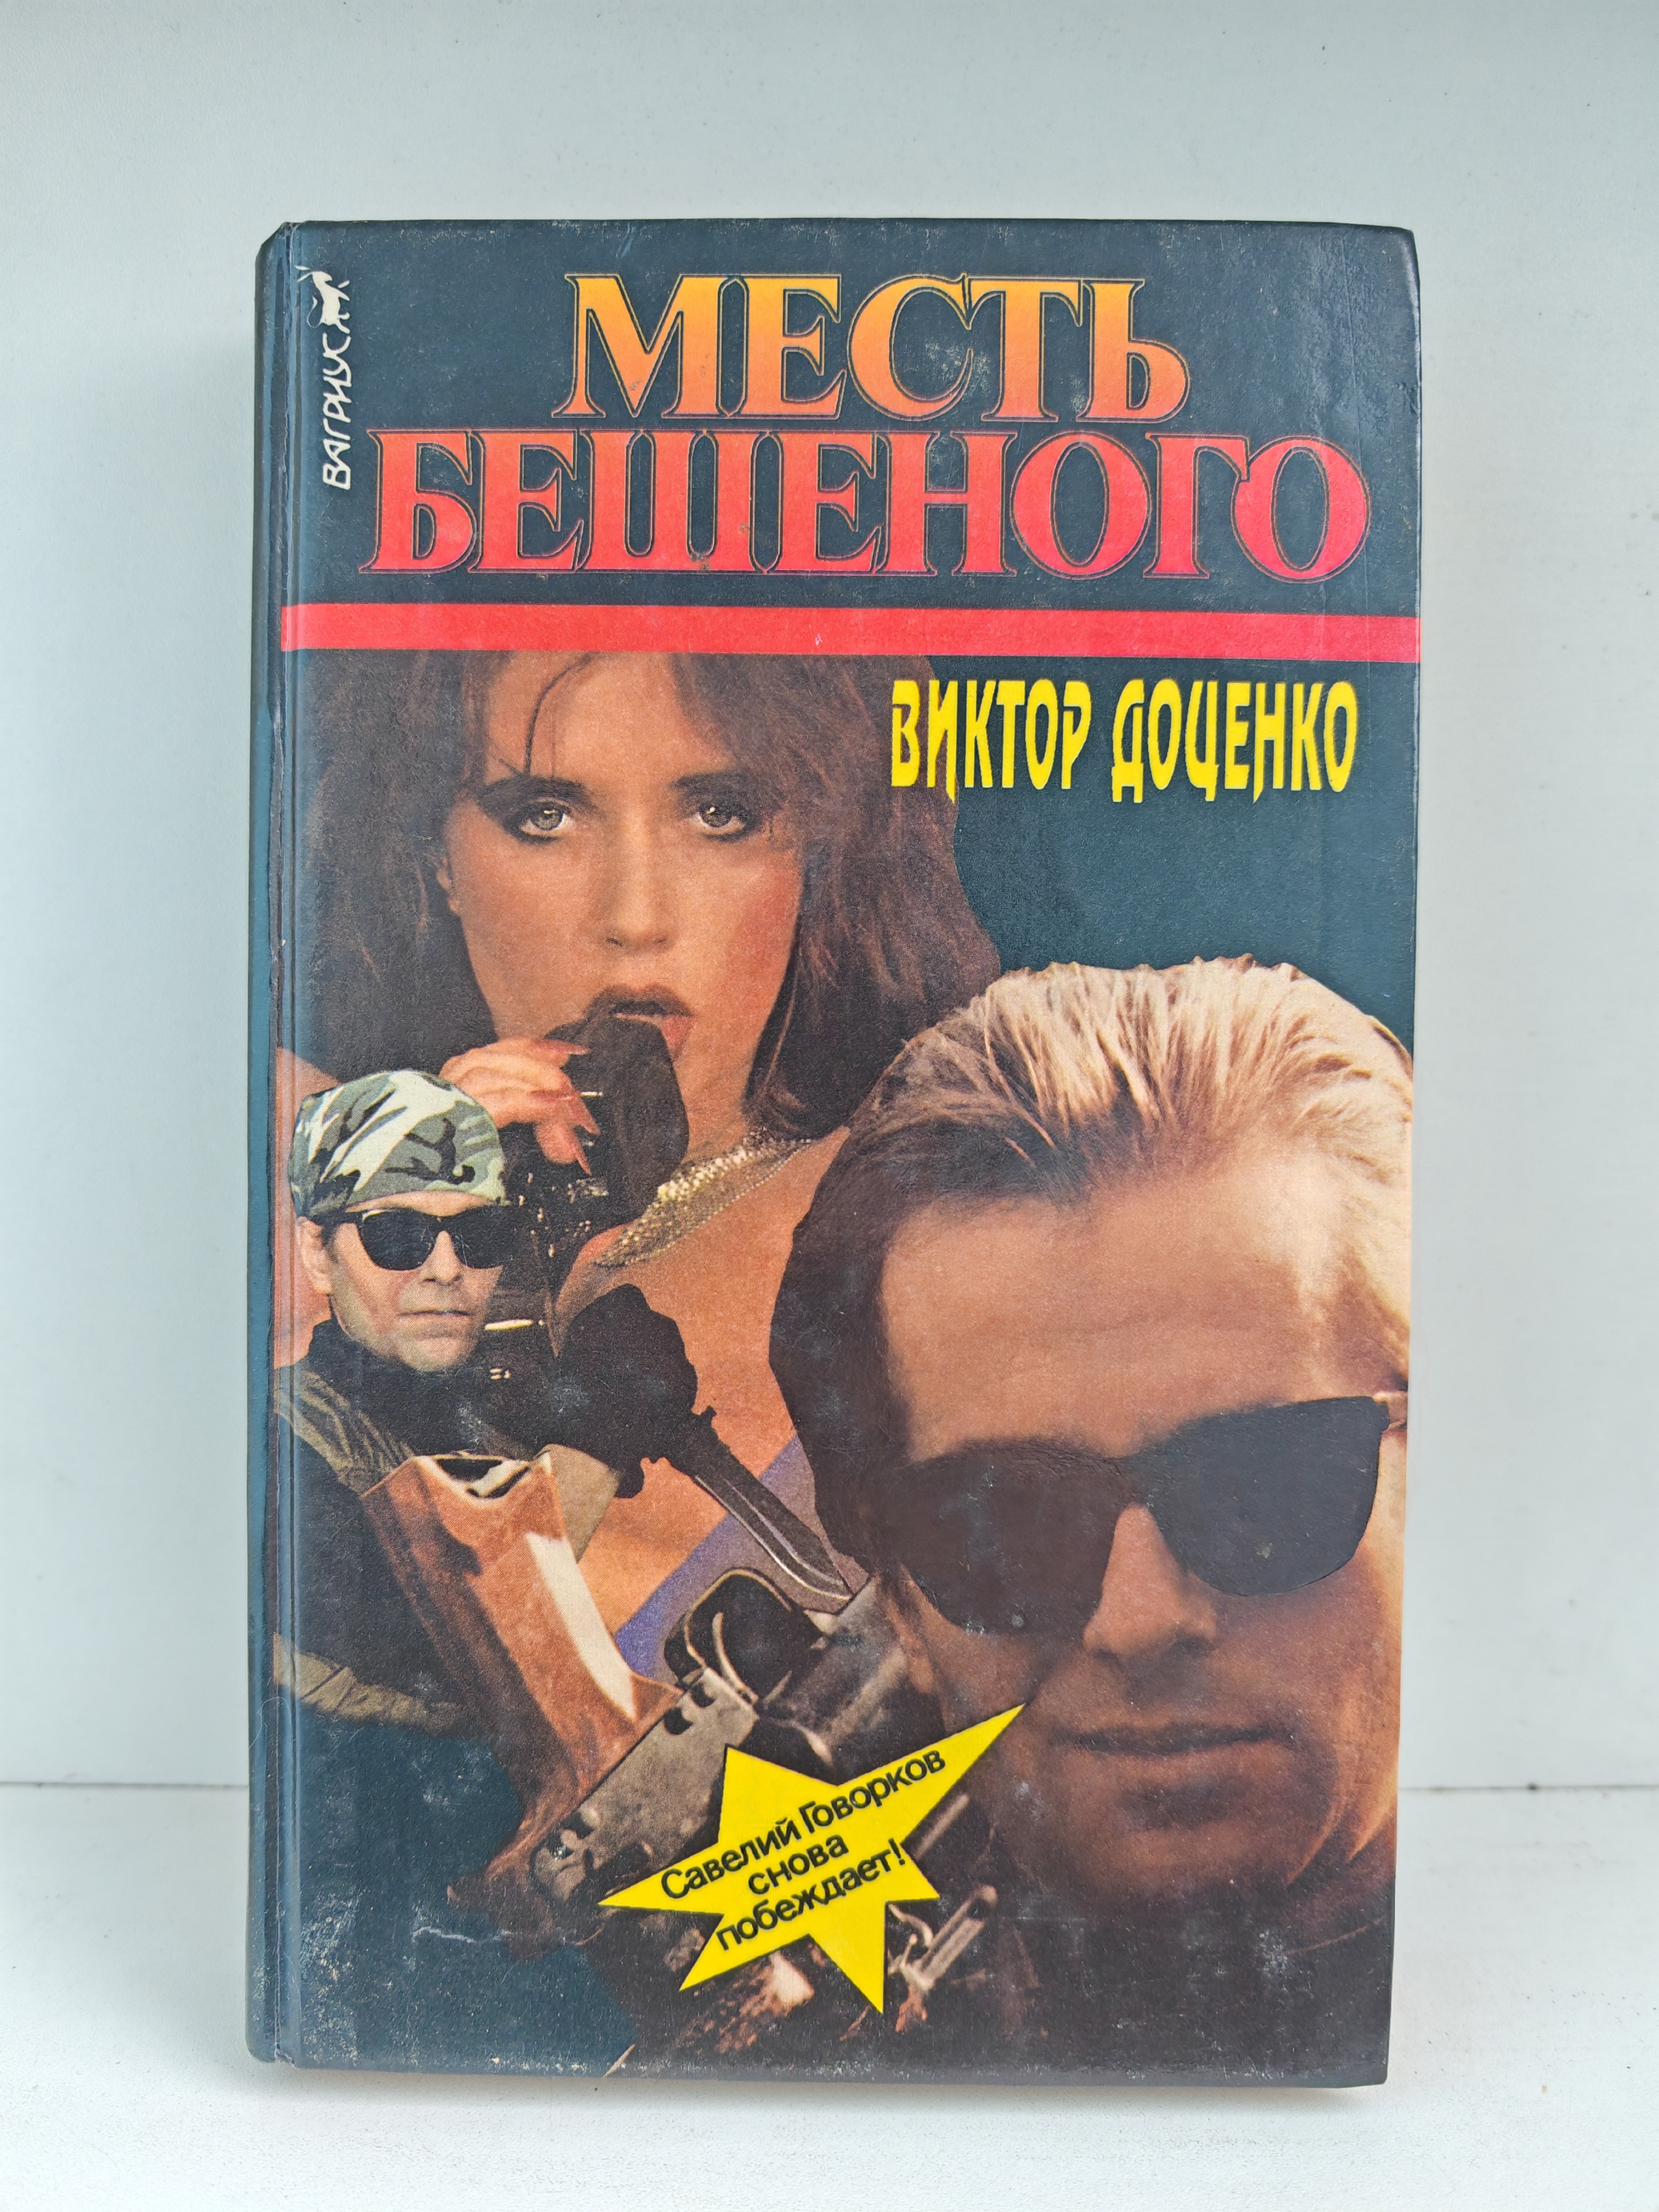 ВАГРИУС
МЕСТЬ
БЕШЕНОГО
ВИКТОР ДОЦЕНКО
Савелий Говорков
снова
побеждает!